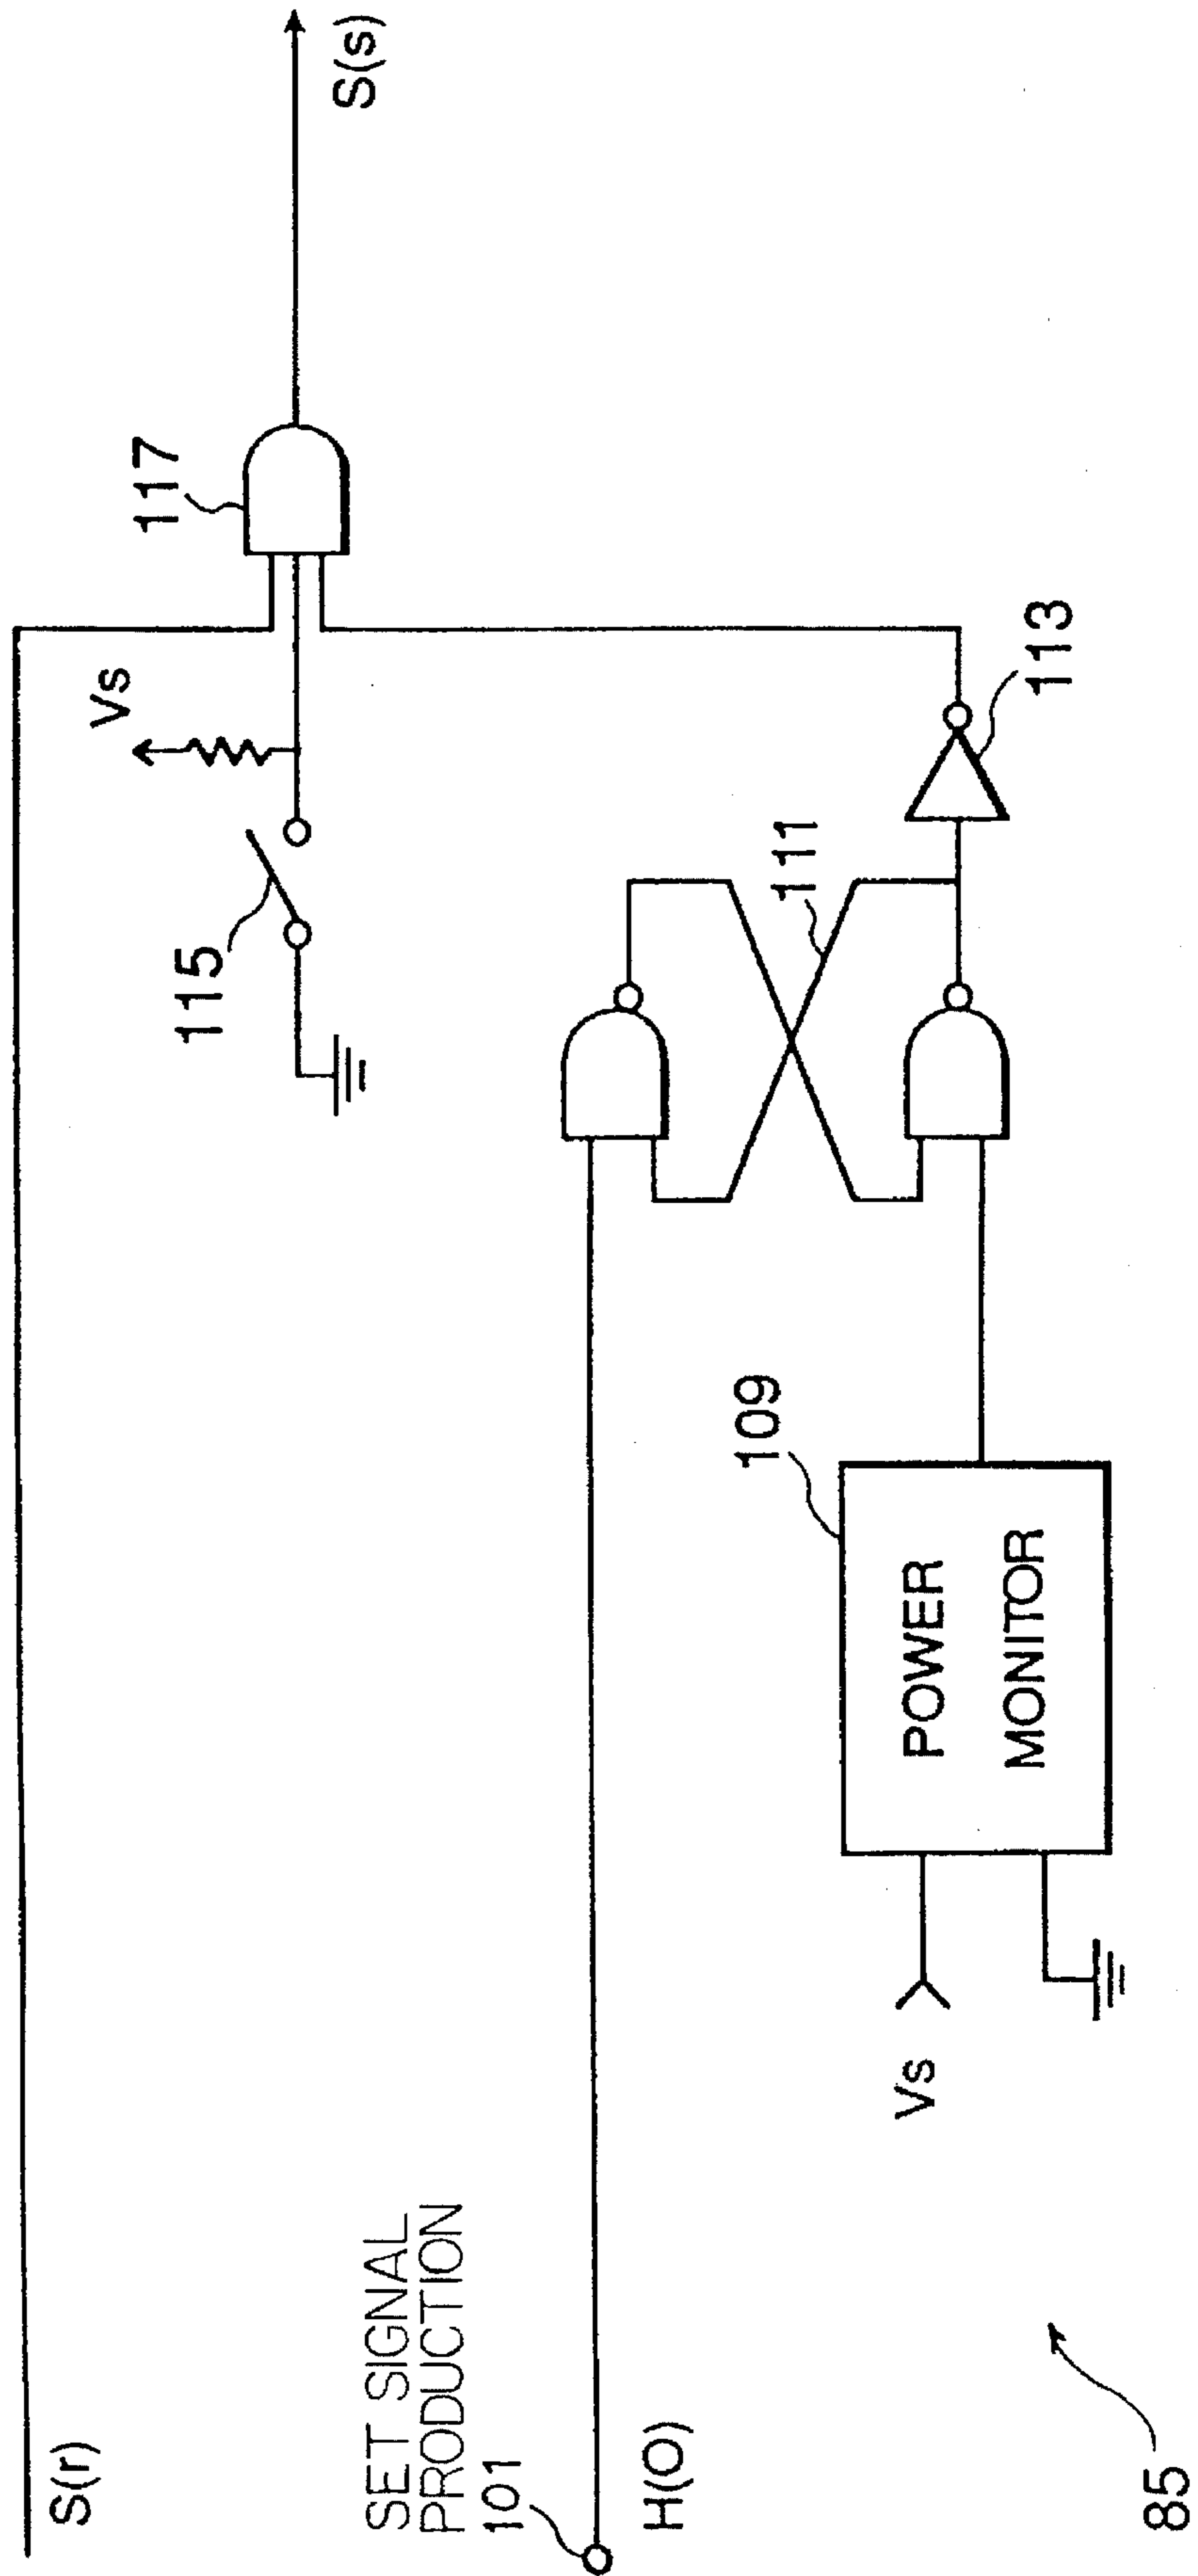 S(r)
SET SIGNAL
PRODUCTION
101
H(O)
85
Vs
POWER
MONITOR
109
111
113
115
Vs
117
S(s)